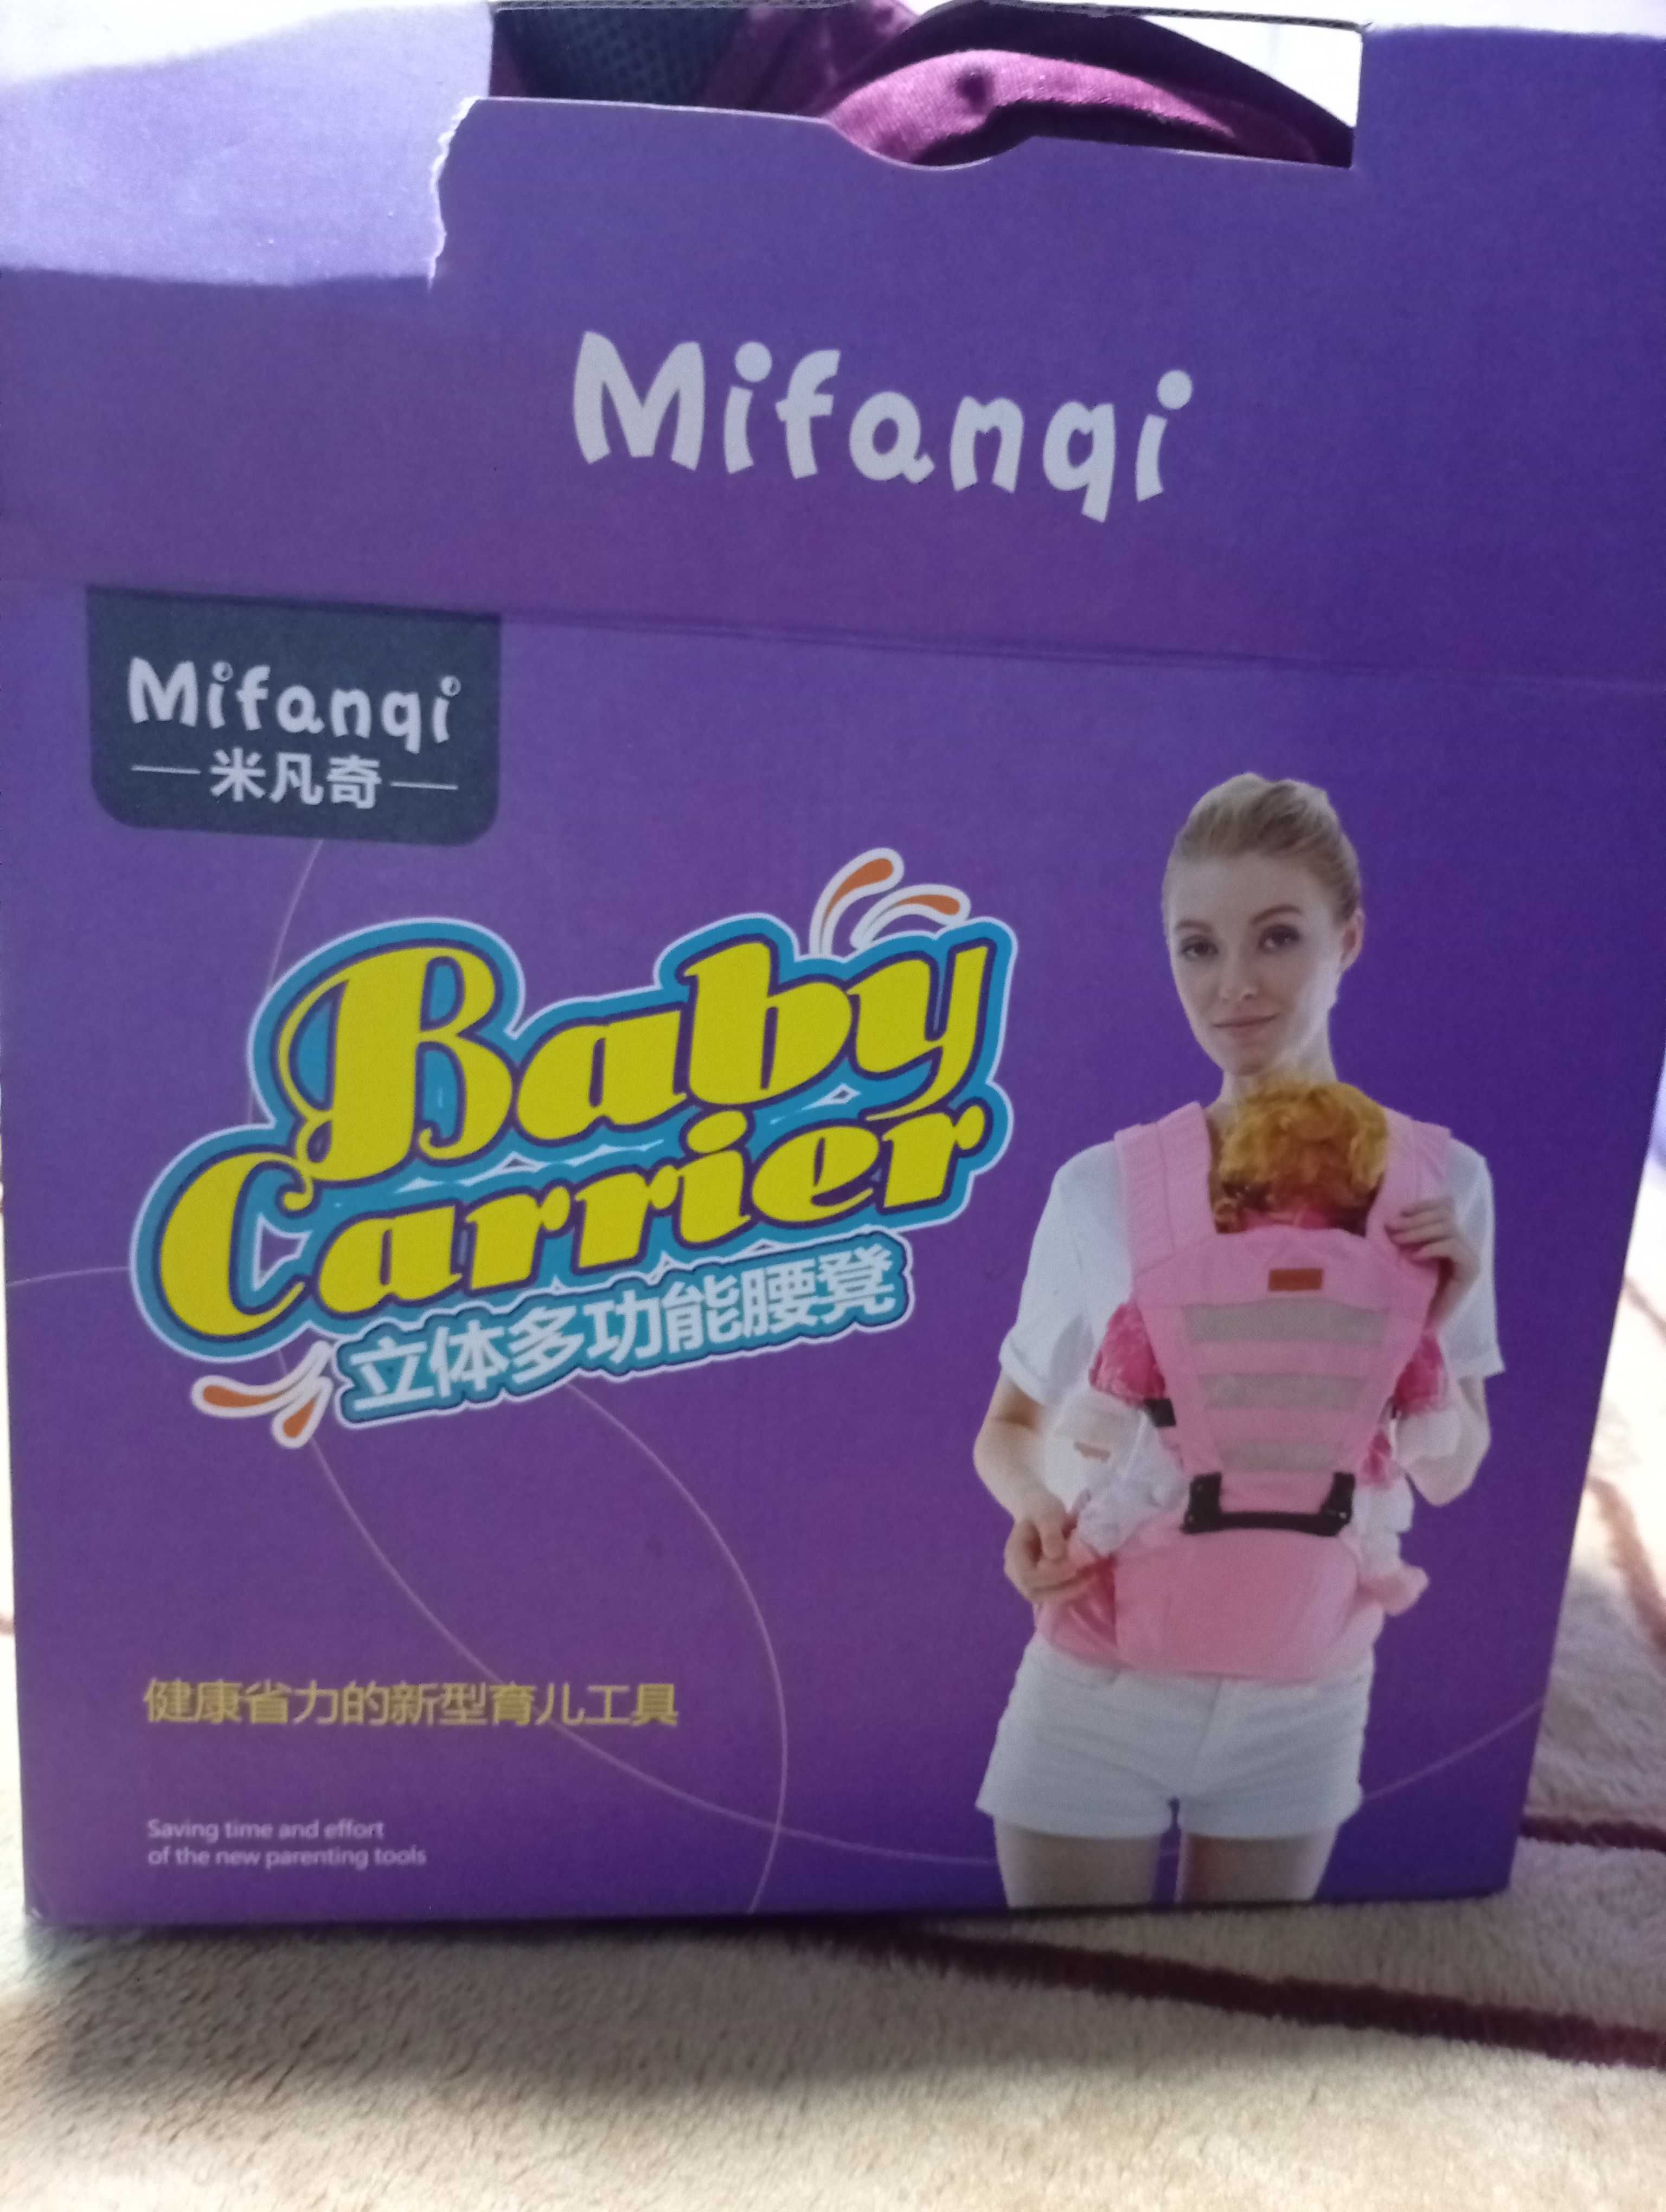 Mifanqi
Mifanqi
米凡奇
Baby
Carrier
立体多功能腰凳
健康省力的新型育儿工具
Saving time and effort
of the new parenting tools